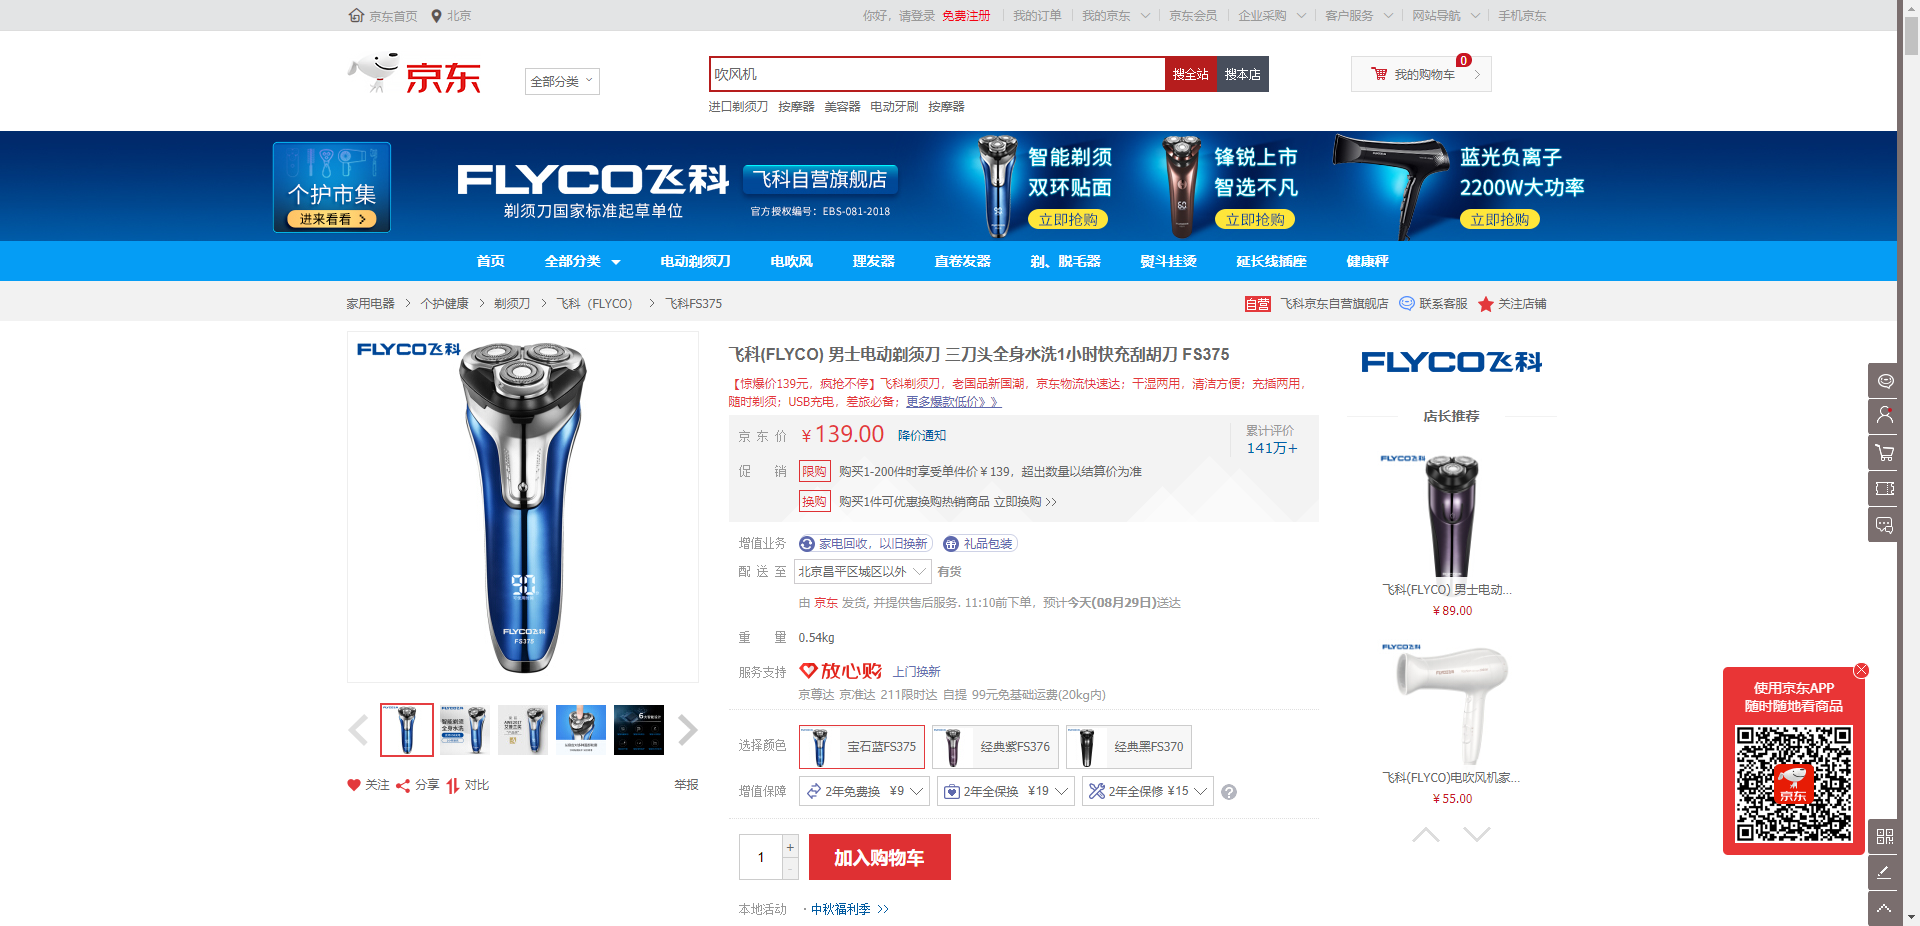 京东首页 北京 你好，请登录 免费注册 我的订单 我的京东 京东会员 企业采购 客户服务 网站导航 手机京东
京东
全部分类
吹风机 搜全站 搜本店
0 我的购物车
进口剃须刀 按摩器 美容器 电动牙刷 按摩器
个护市集
进来看看 >
FLYCO飞科 飞科自营旗舰店
剃须刀国家标准起草单位 官方授权编号：EBS-081-2018
智能剃须
双环贴面
立即抢购
锋锐上市
智选不凡
立即抢购
蓝光负离子
2200W大功率
立即抢购
首页 全部分类 电动剃须刀 电吹风 理发器 直卷发器 剃、脱毛器 熨斗挂烫 延长线插座 健康秤
家用电器 > 个护健康 > 剃须刀 > 飞科（FLYCO） > 飞科FS375 自营 飞科京东自营旗舰店 联系客服 关注店铺
FLYCO飞科
90
FLYCO飞科
FS375
关注 分享 对比 举报
飞科(FLYCO) 男士电动剃须刀 三刀头全身水洗1小时快充刮胡刀 FS375
【惊爆价139元，疯抢不停】飞科剃须刀，老国品新国潮，京东物流快速达；干湿两用，清洁方便；充插两用，
随时剃须；USB充电，差旅必备；更多爆款低价》》
京东价 ￥139.00 降价通知 累计评价
141万+
促销 限购 购买1-200件时享受单件价￥139，超出数量以结算价为准
换购 购买1件可优惠换购热销商品 立即换购 >>
增值业务 家电回收，以旧换新 礼品包装
配送至 北京昌平区城区以外 有货
由 京东 发货, 并提供售后服务. 11:10前下单，预计今天(08月29日)送达
重量 0.54kg
服务支持 放心购 上门换新
京尊达 京准达 211限时达 自提 99元免基础运费(20kg内)
选择颜色 宝石蓝FS375 经典紫FS376 经典黑FS370
增值保障 2年免费换 ¥9 2年全保换 ¥19 2年全保修 ¥15 ?
1 + - 加入购物车
本地活动 · 中秋福利季 >>
FLYCO飞科
店长推荐
FLYCO飞科
飞科(FLYCO) 男士电动...
￥89.00
FLYCO飞科
飞科(FLYCO)电吹风机家...
￥55.00
使用京东APP
随时随地看商品
京东